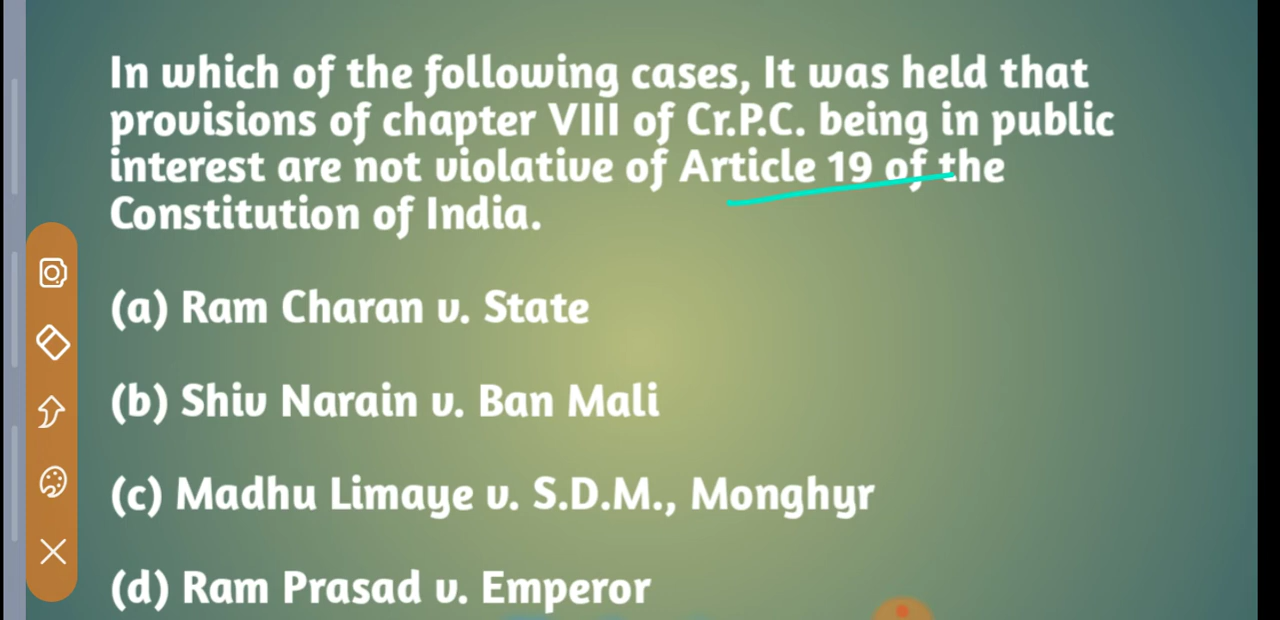 In which of the following cases, It was held that
provisions of chapter VIII of Cr.P.C. being in public
interest are not violative of Article 19 of the
Constitution of India.
(a) Ram Charan v. State
(b) Shiv Narain v. Ban Mali
(c) Madhu Limaye v. S.D.M., Monghyr
(d) Ram Prasad v. Emperor